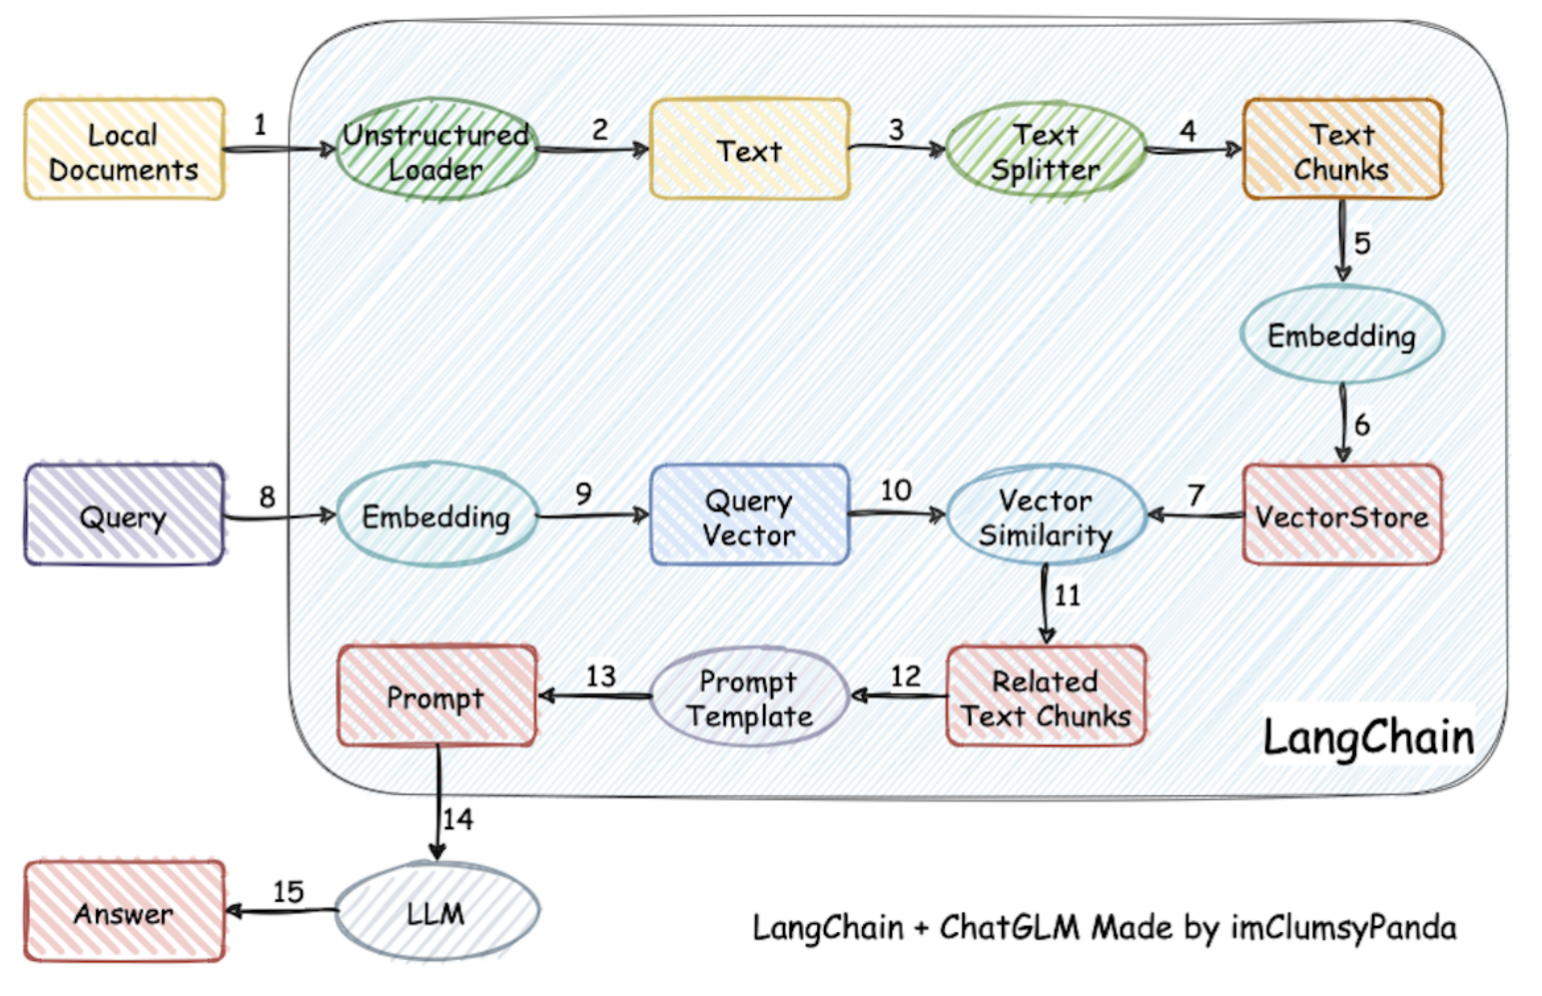 Local
Documents
1
Unstructured
Loader
2
Text
3
Text
Splitter
4
Text
Chunks
5
Embedding
6
Query
8
Embedding
9
Query
Vector
10
Vector
Similarity
7
VectorStore
11
Prompt
13
Prompt
Template
12
Related
Text Chunks
LangChain
14
Answer
15
LLM
LangChain + ChatGLM Made by imClumsyPanda